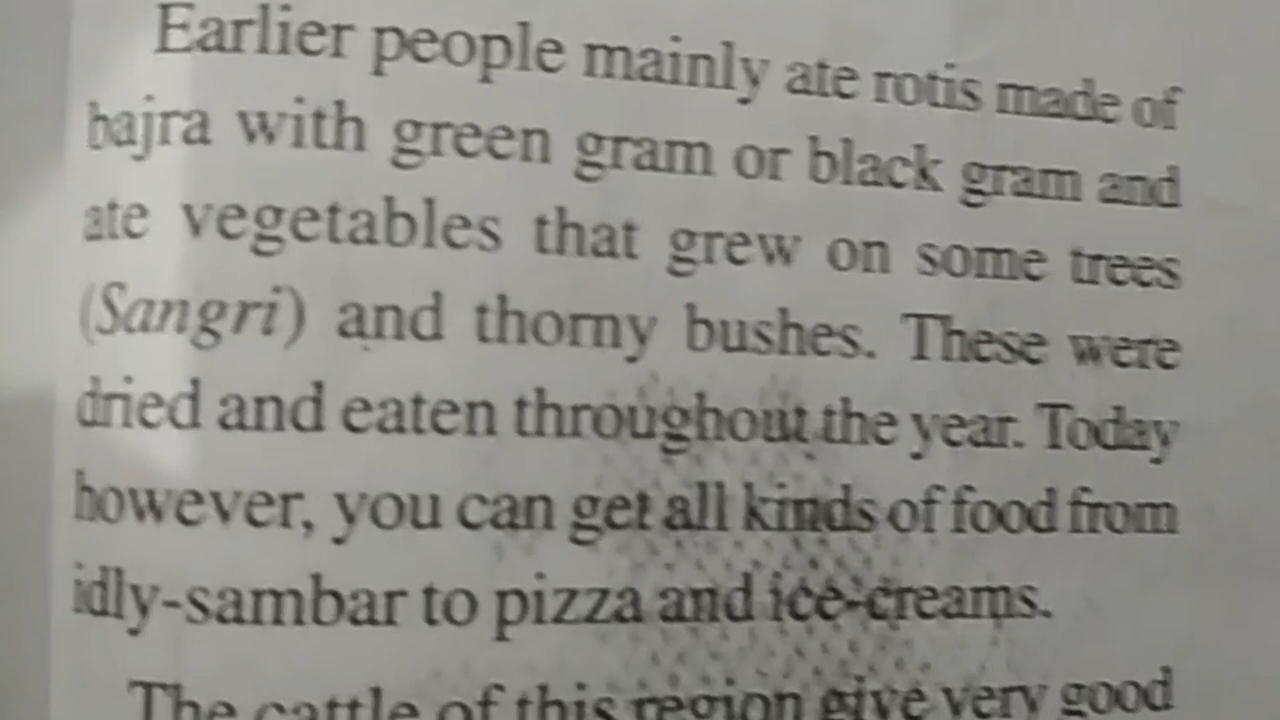 Earlier people mainly ate rotis made of
bajra with green gram or black gram and
ate vegetables that grew on some trees
(Sangri) and thorny bushes. These were
dried and eaten throughout the year. Today
however, you can get all kinds of food from
idly-sambar to pizza and ice-creams.
The cattle of this region give very good